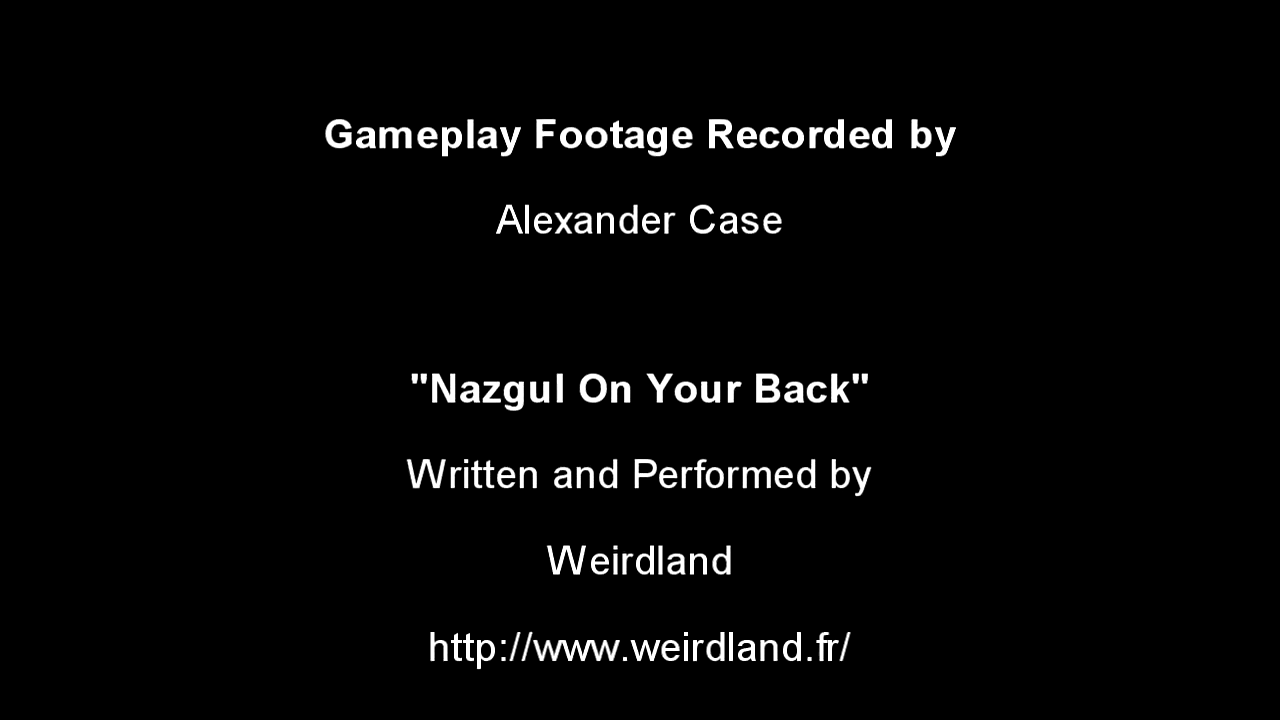 Gameplay Footage Recorded by
Alexander Case
"Nazgul On Your Back"
Written and Performed by
Weirdland
http://www.weirdland.fr/